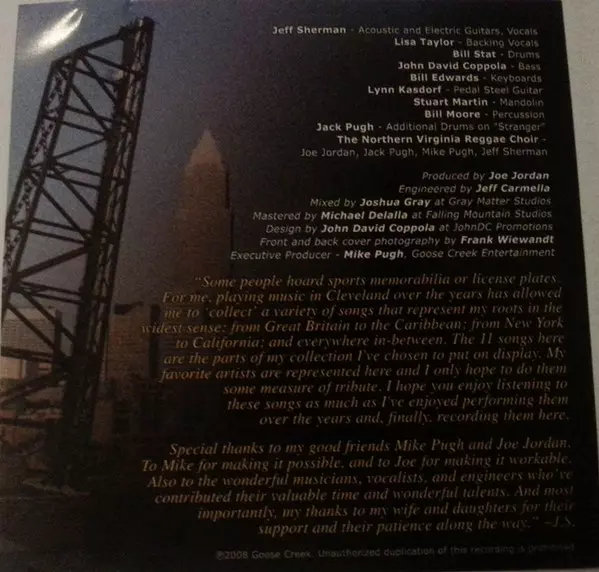 Jeff Sherman - Acoustic and Electric Guitars, Vocals
Lisa Taylor - Backing Vocals
Bill Stat - Drums
John David Coppola - Bass
Bill Edwards - Keyboards
Lynn Kasdorf - Pedal Steel Guitar
Stuart Martin - Mandolin
Bill Moore - Percussion
Jack Pugh - Additional Drums on "Stranger"
The Northern Virginia Reggae Choir -
Joe Jordan, Jack Pugh, Mike Pugh, Jeff Sherman
Produced by Joe Jordan
Engineered by Jeff Carmella
Mixed by Joshua Gray at Gray Matter Studios
Mastered by Michael Delalla at Falling Mountain Studios
Design by John David Coppola at JohnDC Promotions
Front and back cover photography by Frank Wiewandt
Executive Producer - Mike Pugh, Goose Creek Entertainment
"Some people hoard sports memorabilia or license plates.
For me, playing music in Cleveland over the years has allowed
me to 'collect' a variety of songs that represent my roots in the
widest sense: from Great Britain to the Caribbean; from New York
to California; and everywhere in-between. The 11 songs here
are the parts of my collection I've chosen to put on display. My
favorite artists are represented here and I only hope to do them
some measure of tribute. I hope you enjoy listening to
these songs as much as I've enjoyed performing them
over the years and, finally, recording them here.
Special thanks to my good friends Mike Pugh and Joe Jordan.
To Mike for making it possible, and to Joe for making it workable.
Also to the wonderful musicians, vocalists, and engineers who've
contributed their valuable time and wonderful talents. And most
importantly, my thanks to my wife and daughters for their
support and their patience along the way." ~J.S.
℗2008 Goose Creek. Unauthorized duplication of this recording is prohibited